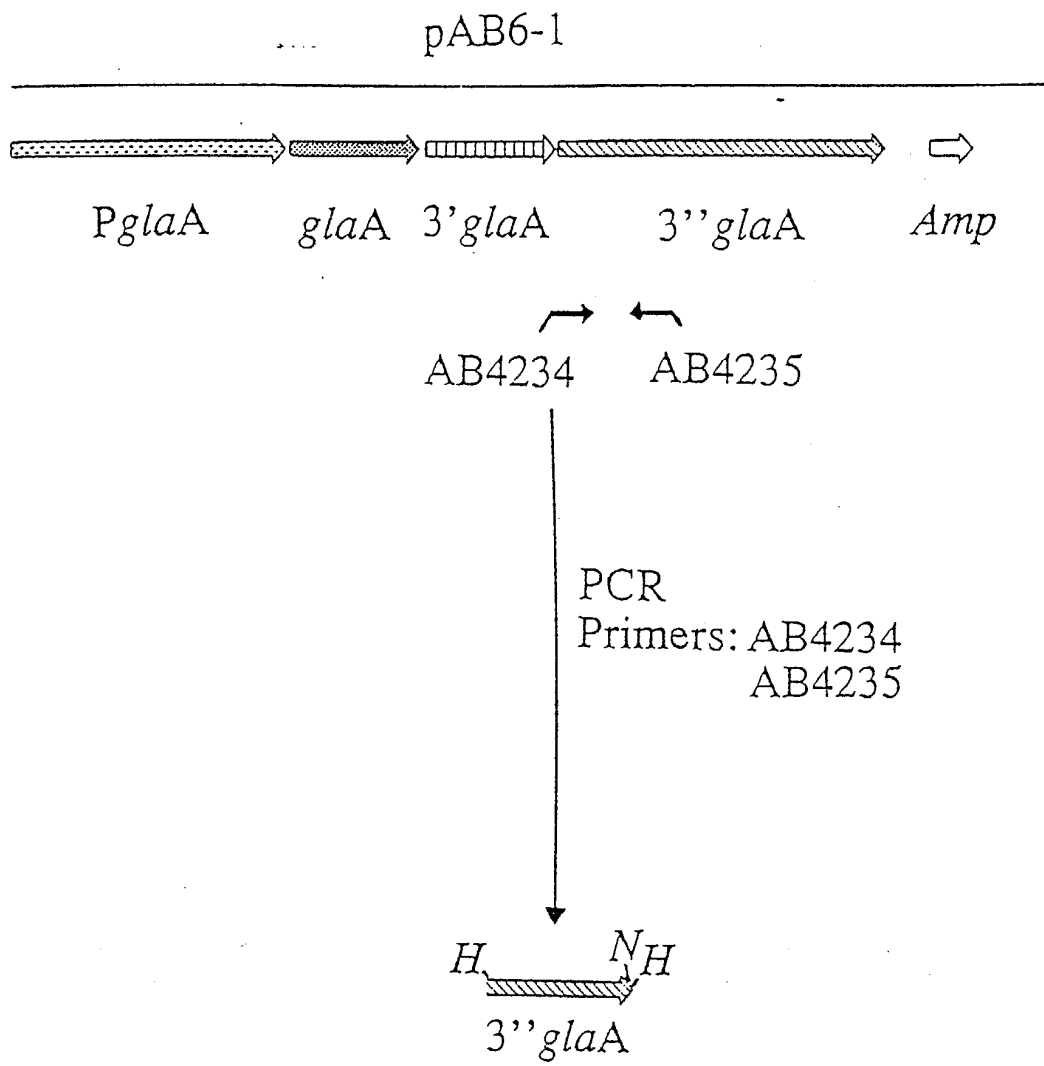 pAB6-1
PglaA glaA 3'glaA 3''glaA Amp
AB4234 AB4235
PCR
Primers: AB4234
AB4235
H N H
3''glaA